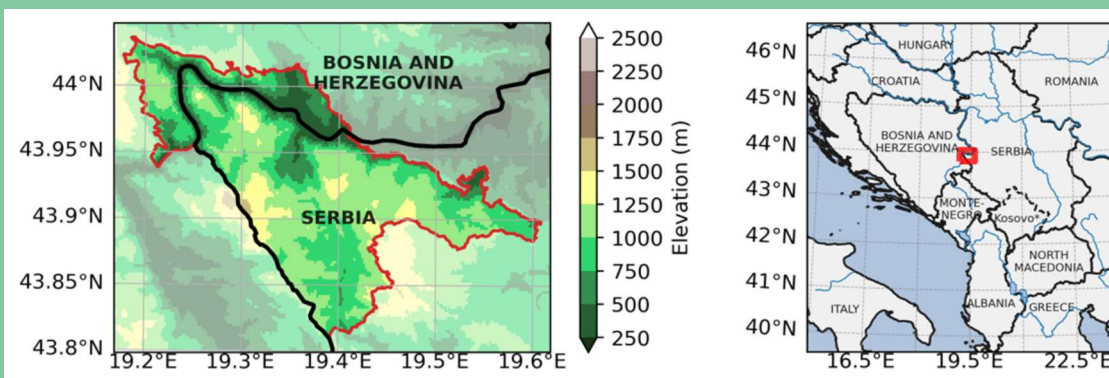 44°N
43.95°N
43.9°N
43.85°N
43.8°N
19.2°E
19.3°E
19.4°E
19.5°E
19.6°E
BOSNIA AND
HERZEGOVINA
SERBIA
2500
2250
2000
1750
1500
1250
1000
750
500
250
Elevation (m)
46°N
45°N
44°N
43°N
42°N
41°N
40°N
16.5°E
19.5°E
22.5°E
HUNGARY
CROATIA
ROMANIA
BOSNIA AND
HERZEGOVINA
SERBIA
MONTE-
NEGRO
Kosovo*
NORTH
MACEDONIA
ALBANIA
GREECE
ITALY